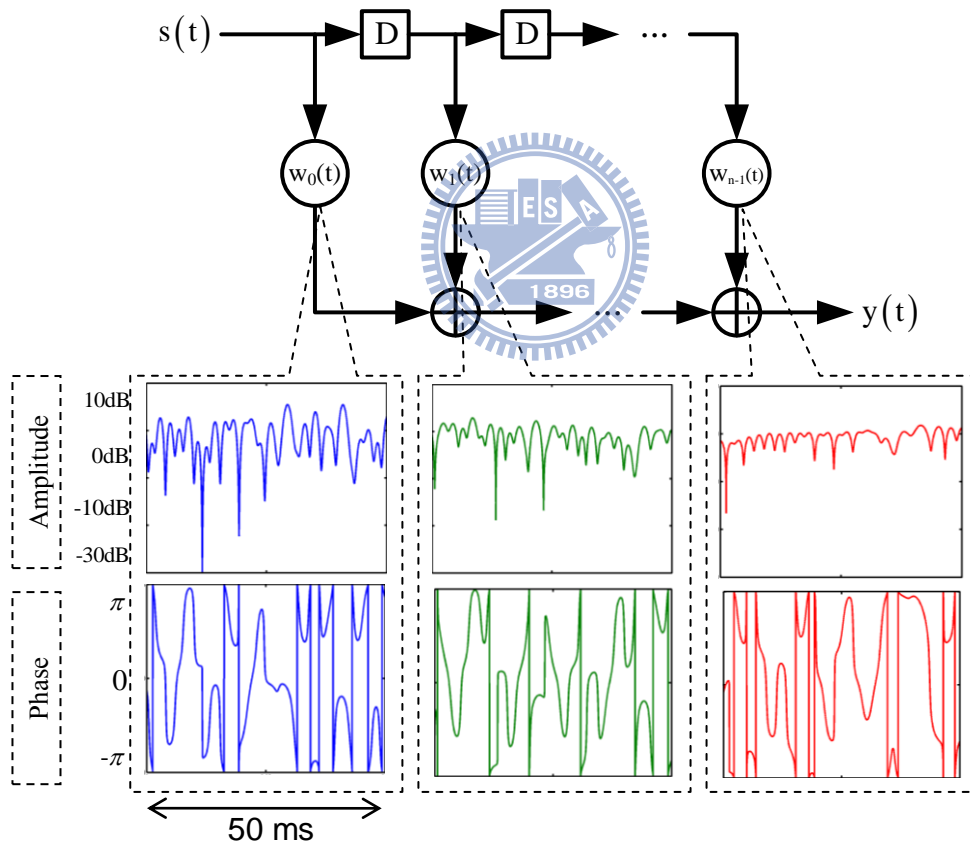 s(t)
D
D
...
w0(t)
w1(t)
wn-1(t)
E S A
1896
...
y(t)
Amplitude
10dB
0dB
-10dB
-30dB
Phase
π
0
-π
50 ms